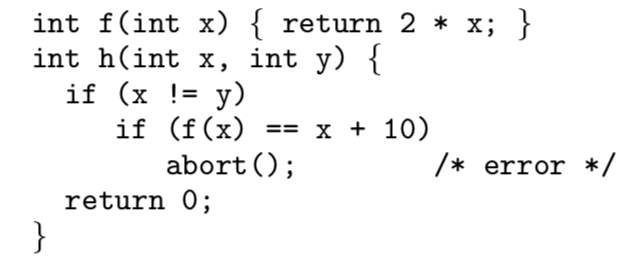 int f(int x) { return 2 * x; }
int h(int x, int y) {
  if (x != y)
     if (f(x) == x + 10)
        abort();        /* error */
  return 0;
}